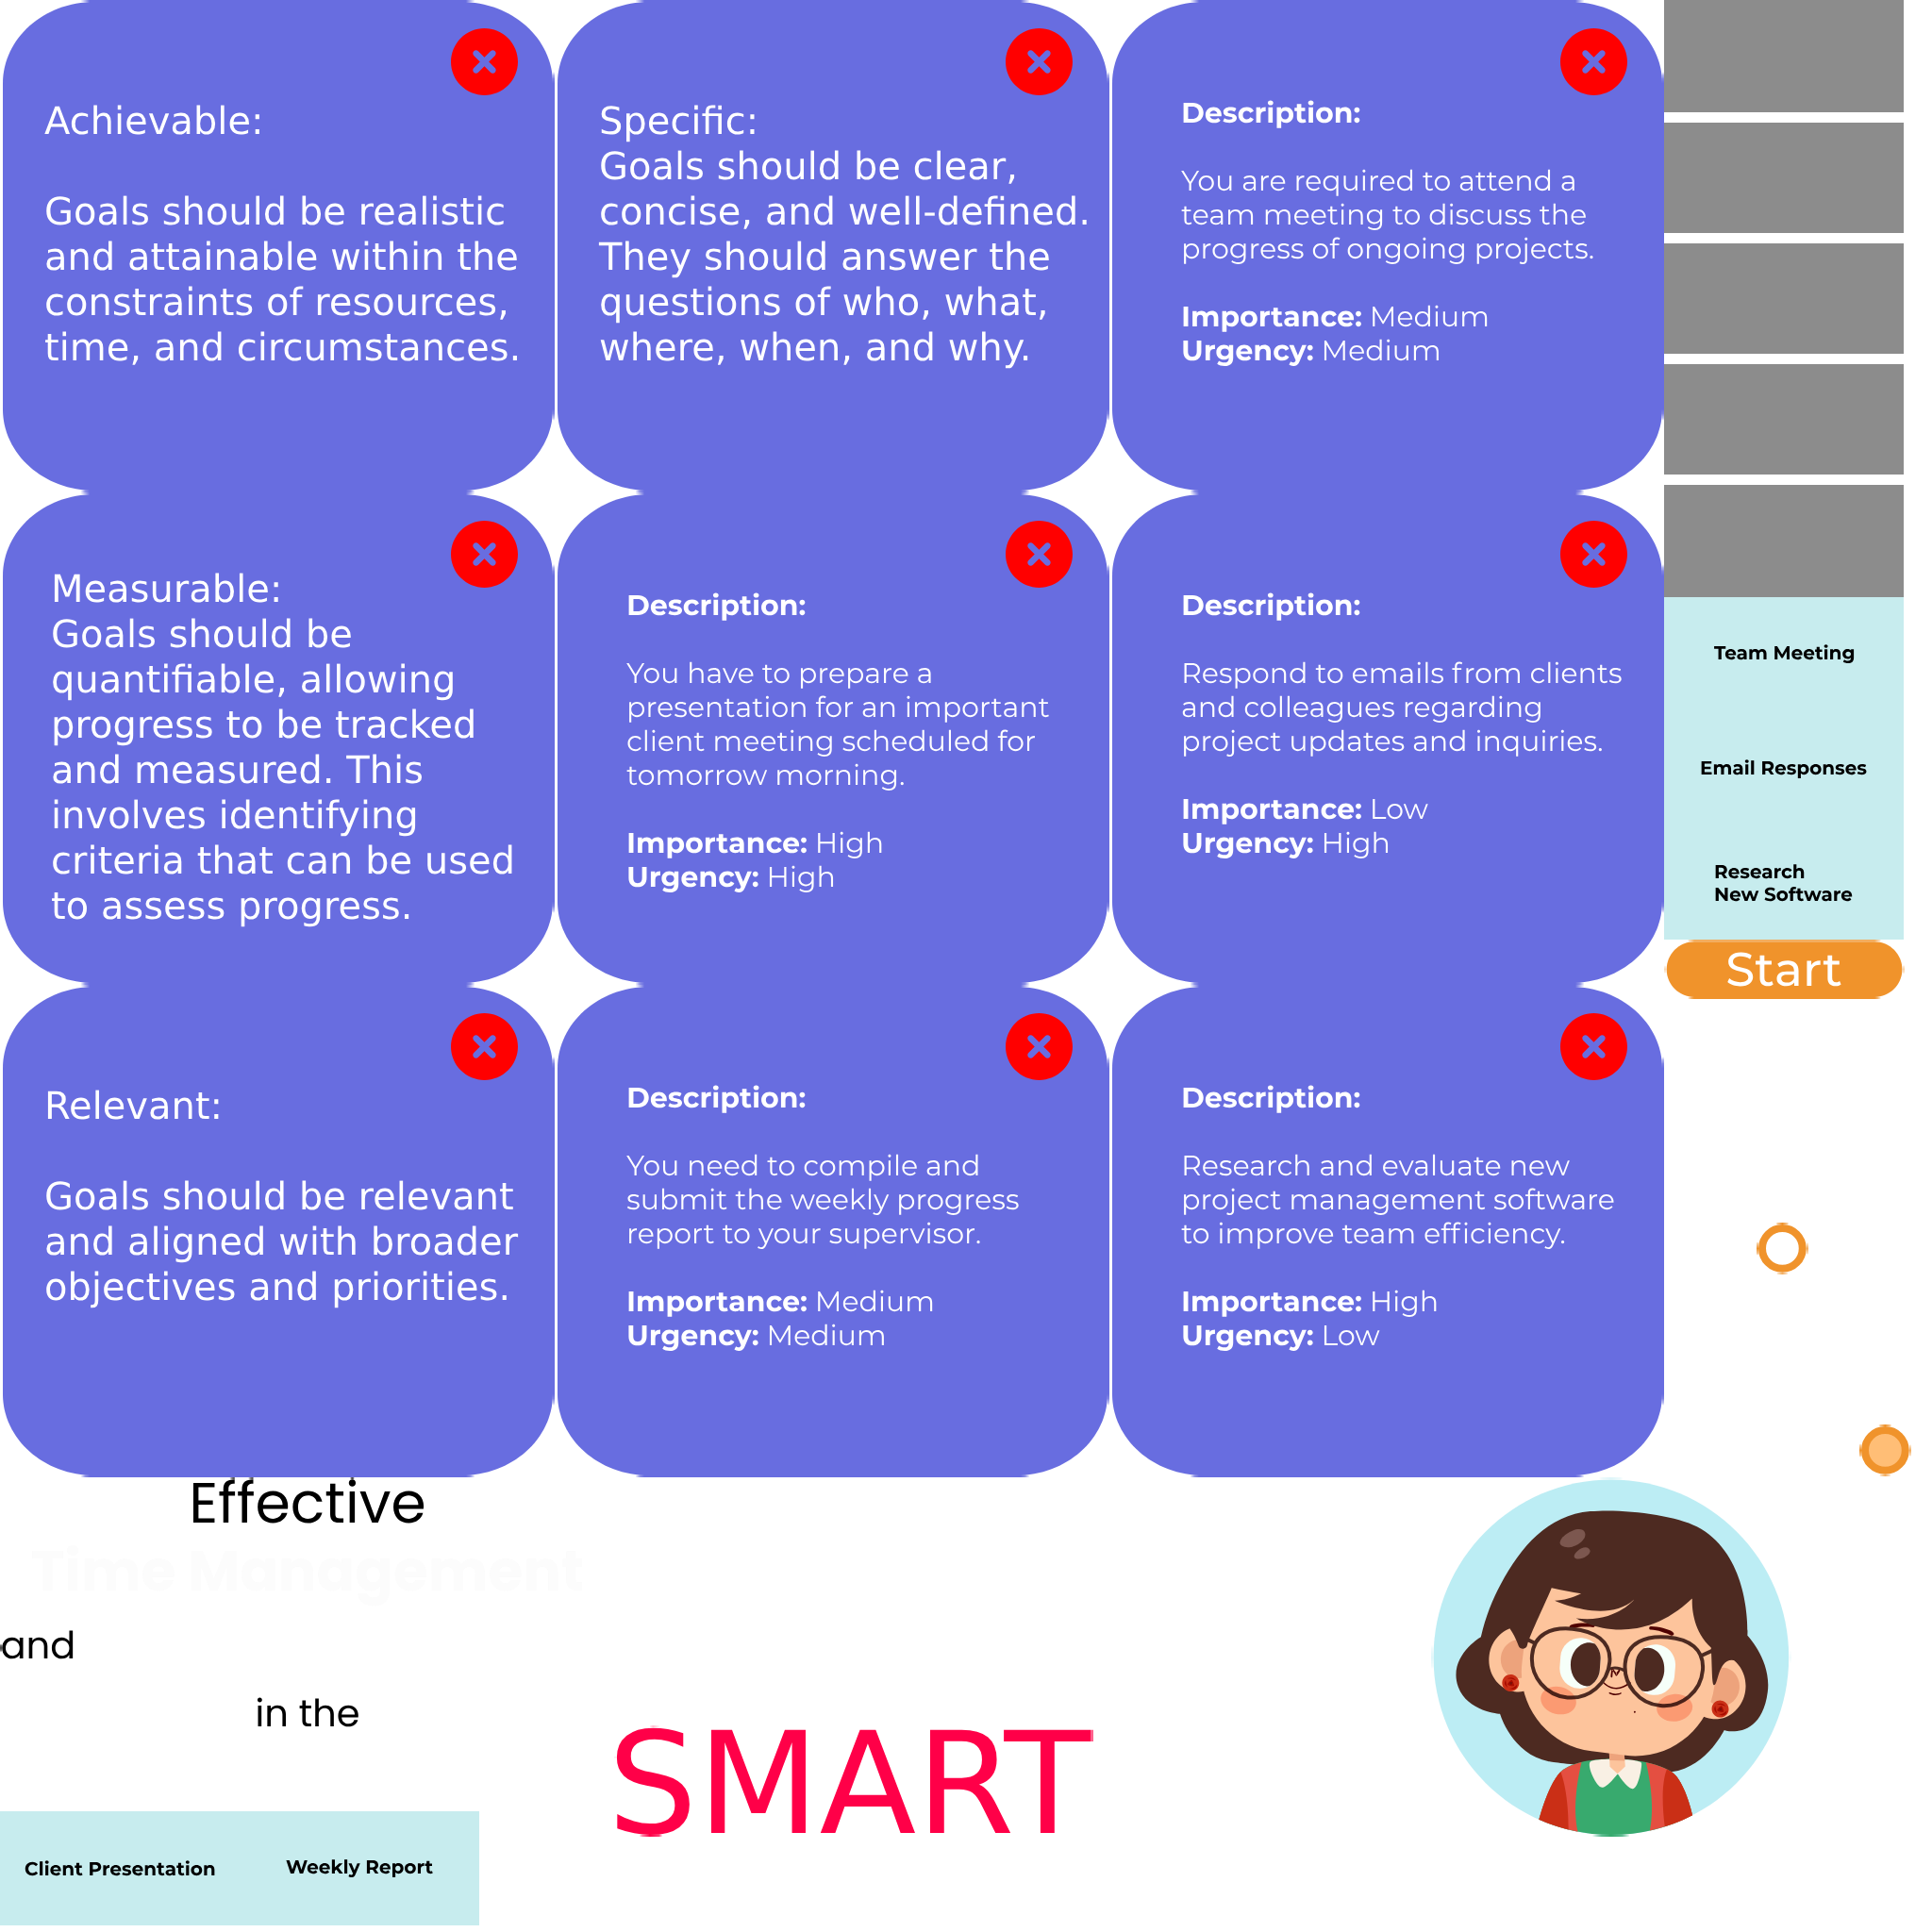 Achievable:
Goals should be realistic
and attainable within the
constraints of resources,
time, and circumstances.
Specific:
Goals should be clear,
concise, and well-defined.
They should answer the
questions of who, what,
where, when, and why.
Description:
You are required to attend a
team meeting to discuss the
progress of ongoing projects.
Importance: Medium
Urgency: Medium
Measurable:
Goals should be
quantifiable, allowing
progress to be tracked
and measured. This
involves identifying
criteria that can be used
to assess progress.
Description:
You have to prepare a
presentation for an important
client meeting scheduled for
tomorrow morning.
Importance: High
Urgency: High
Description:
Respond to emails from clients
and colleagues regarding
project updates and inquiries.
Importance: Low
Urgency: High
Team Meeting
Email Responses
Research
New Software
Start
Relevant:
Goals should be relevant
and aligned with broader
objectives and priorities.
Description:
You need to compile and
submit the weekly progress
report to your supervisor.
Importance: Medium
Urgency: Medium
Description:
Research and evaluate new
project management software
to improve team efficiency.
Importance: High
Urgency: Low
Effective
Time Management
and
in the
SMART
Client Presentation
Weekly Report